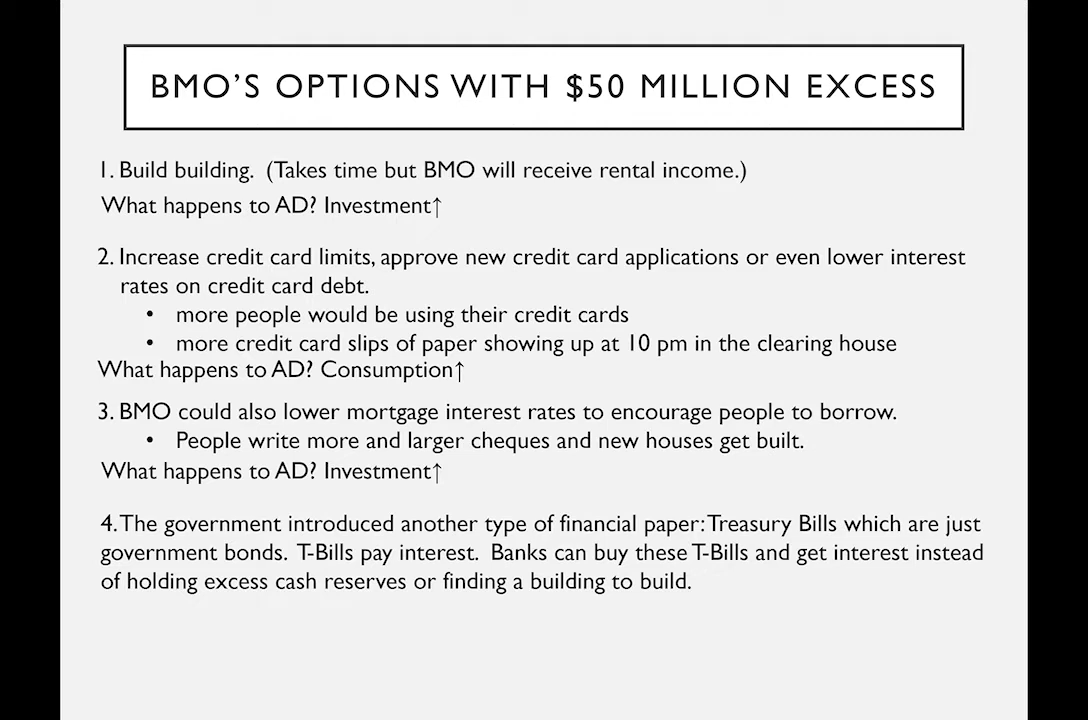 BMO'S OPTIONS WITH $50 MILLION EXCESS
1. Build building. (Takes time but BMO will receive rental income.)
What happens to AD? Investment↑
2. Increase credit card limits, approve new credit card applications or even lower interest
rates on credit card debt.
• more people would be using their credit cards
• more credit card slips of paper showing up at 10 pm in the clearing house
What happens to AD? Consumption↑
3. BMO could also lower mortgage interest rates to encourage people to borrow.
• People write more and larger cheques and new houses get built.
What happens to AD? Investment↑
4. The government introduced another type of financial paper: Treasury Bills which are just
government bonds. T-Bills pay interest. Banks can buy these T-Bills and get interest instead
of holding excess cash reserves or finding a building to build.